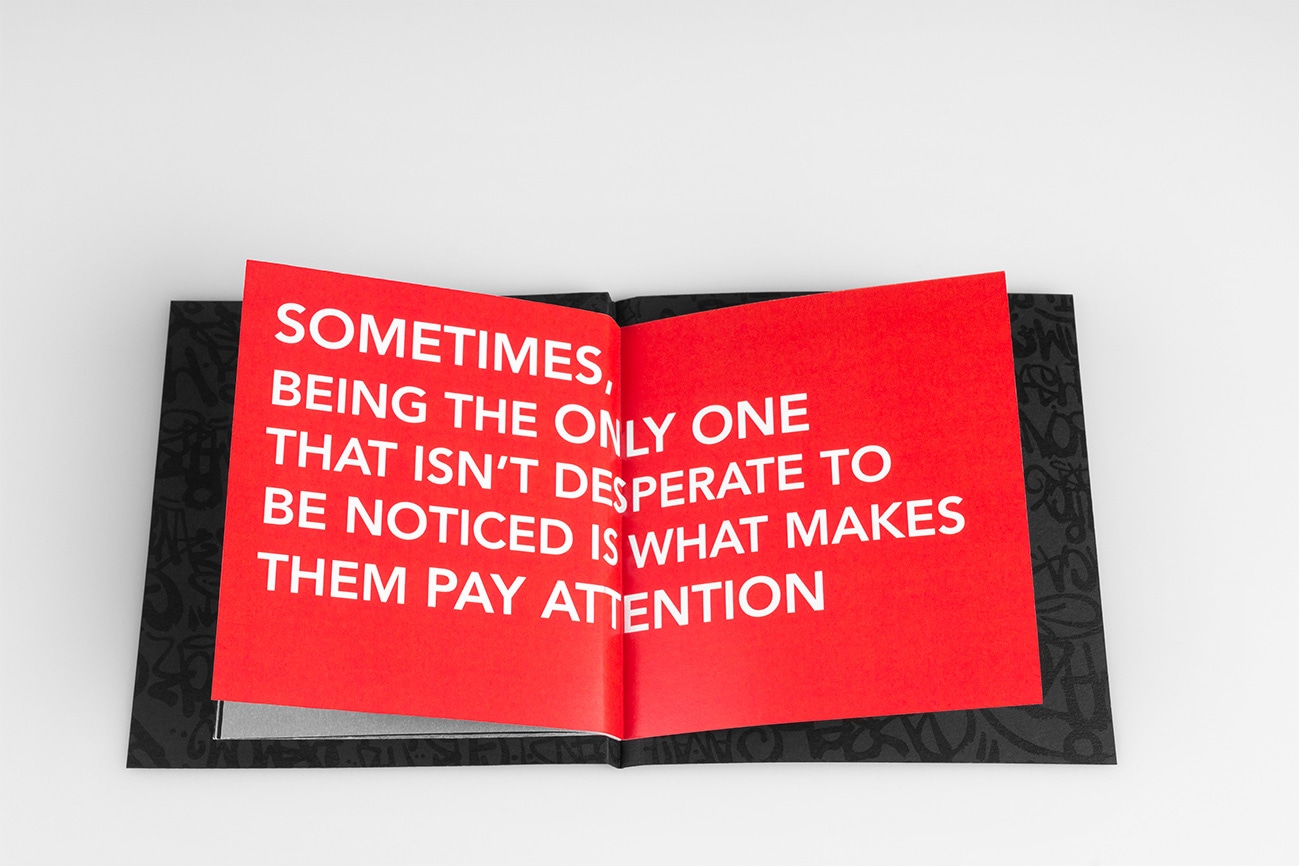 SOMETIMES,
BEING THE ONLY ONE
THAT ISN'T DESPERATE TO
BE NOTICED IS WHAT MAKES
THEM PAY ATTENTION